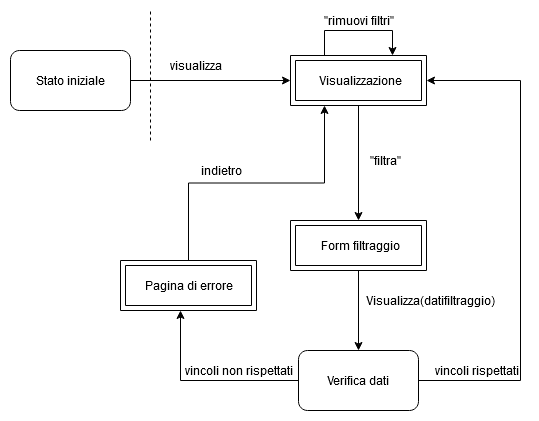 "rimuovi filtri"
visualizza
Stato iniziale
Visualizzazione
"filtra"
indietro
Form filtraggio
Pagina di errore
Visualizza(datifiltraggio)
vincoli non rispettati
Verifica dati
vincoli rispettati